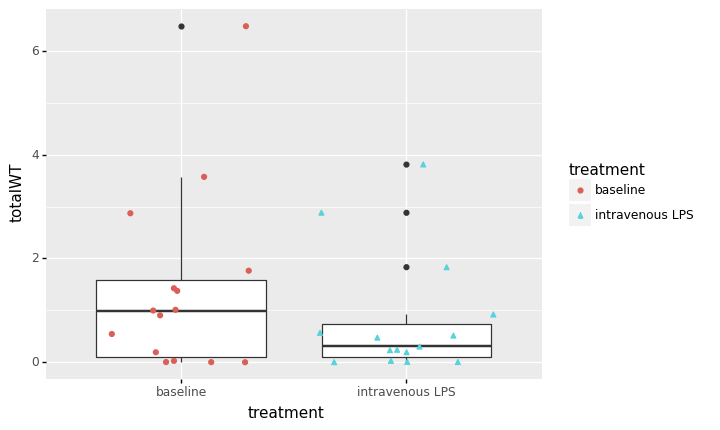 6
4
2
0
totalWT
baseline
intravenous LPS
treatment
treatment
baseline
intravenous LPS